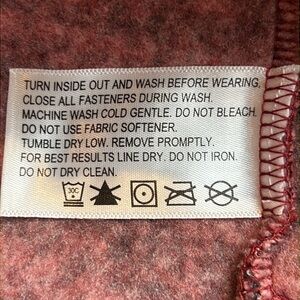 TURN INSIDE OUT AND WASH BEFORE WEARING.
CLOSE ALL FASTENERS DURING WASH.
MACHINE WASH COLD GENTLE. DO NOT BLEACH.
DO NOT USE FABRIC SOFTENER.
TUMBLE DRY LOW. REMOVE PROMPTLY.
FOR BEST RESULTS LINE DRY. DO NOT IRON.
DO NOT DRY CLEAN.
30C